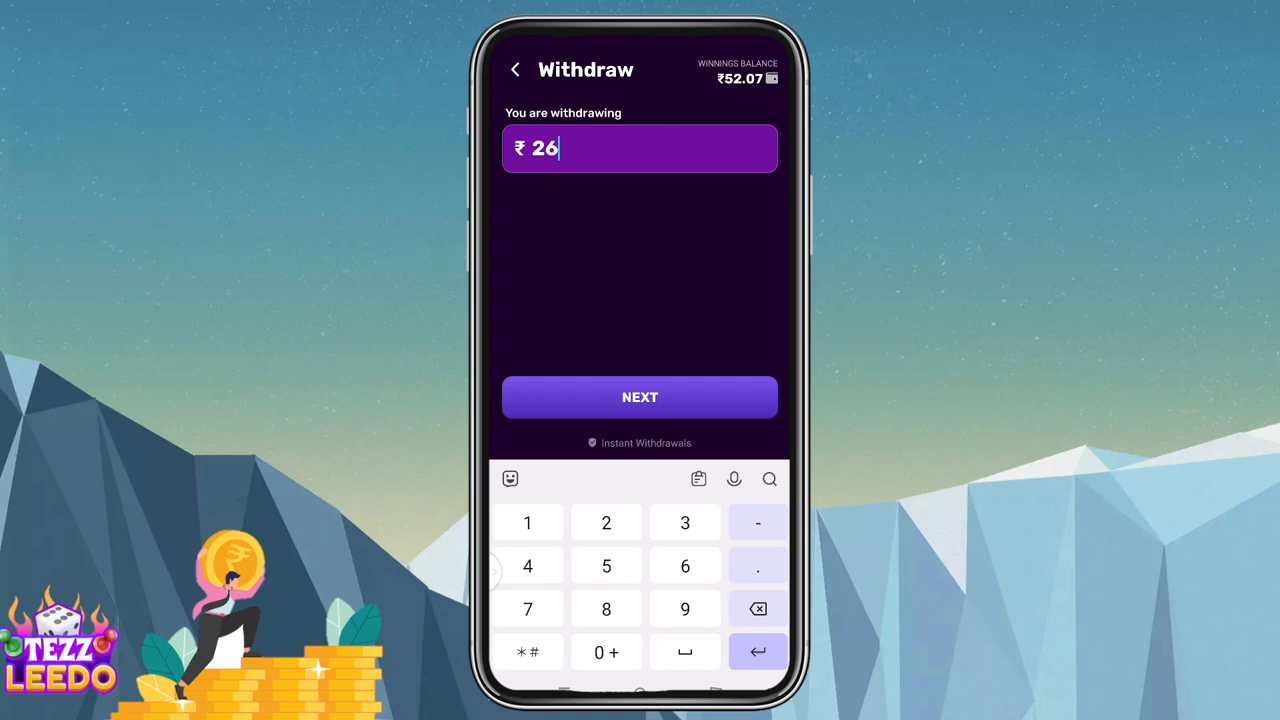 Withdraw
WINNINGS BALANCE
₹52.07
You are withdrawing
₹ 26
NEXT
Instant Withdrawals
1 2 3 -
4 5 6 .
7 8 9
*# 0 +
TEZZ
LEEDO